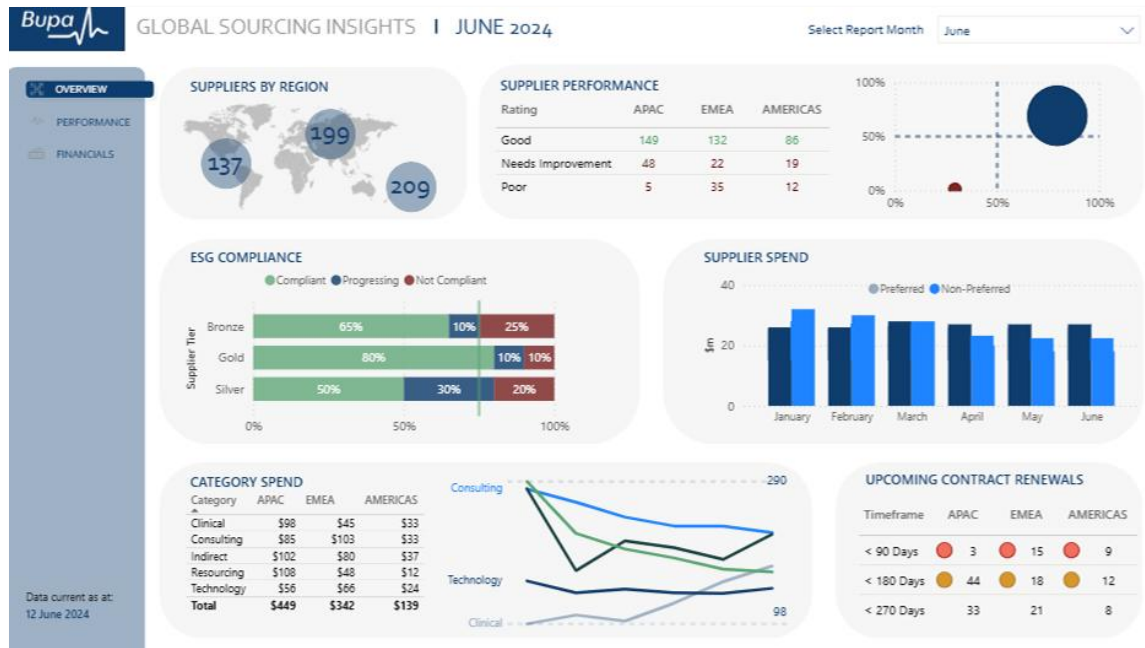 Bupa
GLOBAL SOURCING INSIGHTS | JUNE 2024
Select Report Month June
OVERVIEW
PERFORMANCE
FINANCIALS
SUPPLIERS BY REGION
199
137
209
SUPPLIER PERFORMANCE
Rating APAC EMEA AMERICAS
Good 149 132 86
Needs Improvement 48 22 19
Poor 5 35 12
100%
50%
0%
0% 50% 100%
ESG COMPLIANCE
Compliant Progressing Not Compliant
Supplier Tier
Bronze 65% 10% 25%
Gold 80% 10% 10%
Silver 50% 30% 20%
0% 50% 100%
SUPPLIER SPEND
Preferred Non-Preferred
40
$m 20
0
January February March April May June
CATEGORY SPEND
Category APAC EMEA AMERICAS
Clinical $98 $45 $33
Consulting $85 $103 $33
Indirect $102 $80 $37
Resourcing $108 $48 $12
Technology $56 $66 $24
Total $449 $342 $139
Consulting 290
Technology
Clinical 98
UPCOMING CONTRACT RENEWALS
Timeframe APAC EMEA AMERICAS
< 90 Days 3 15 9
< 180 Days 44 18 12
< 270 Days 33 21 8
Data current as at:
12 June 2024